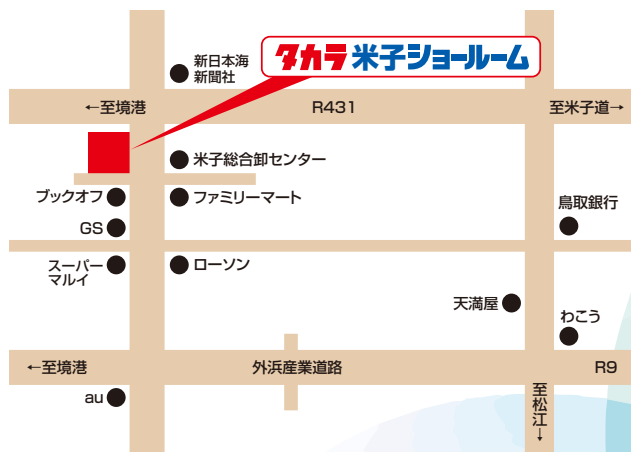 新日本海
新聞社
タカラ 米子ショールーム
←至境港
R431
至米子道→
米子総合卸センター
ブックオフ
ファミリーマート
鳥取銀行
GS
スーパー
マルイ
ローソン
天満屋
わこう
←至境港
外浜産業道路
R9
au
至松江→